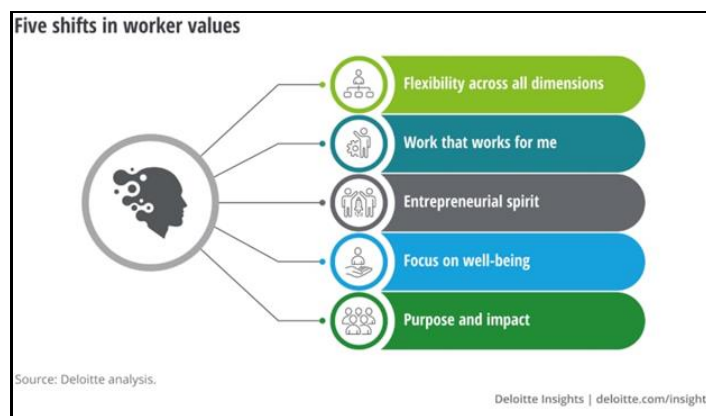 Five shifts in worker values
Flexibility across all dimensions
Work that works for me
Entrepreneurial spirit
Focus on well-being
Purpose and impact
Source: Deloitte analysis.
Deloitte Insights | deloitte.com/insight